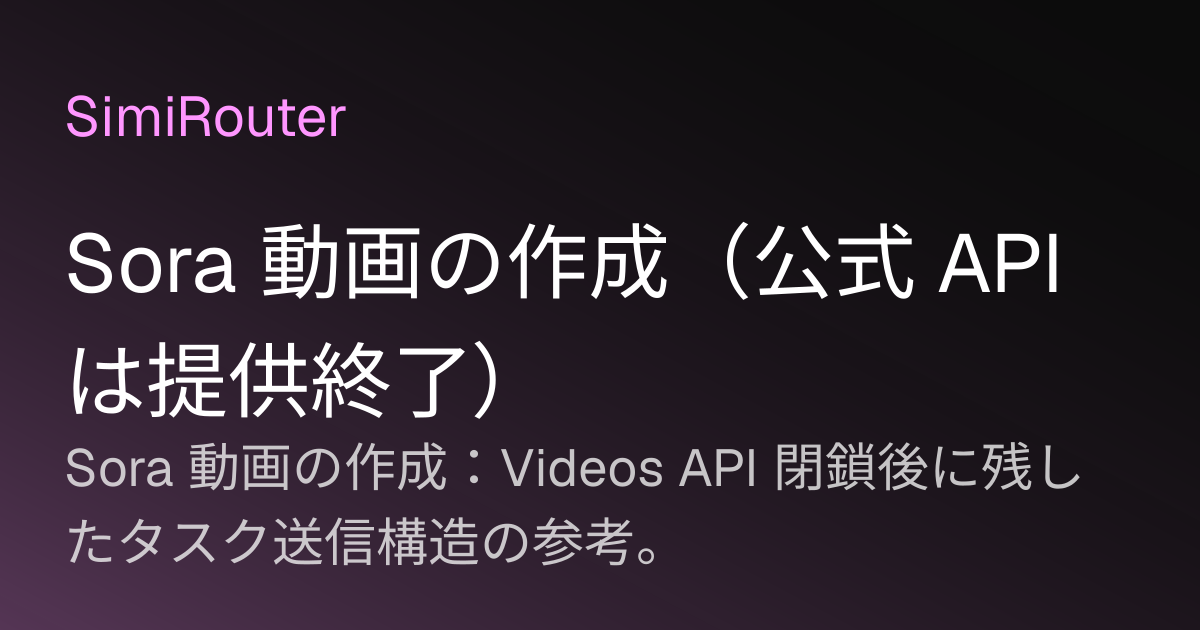 SimiRouter
Sora 動画の作成（公式 API
は提供終了）
Sora 動画の作成：Videos API 閉鎖後に残し
たタスク送信構造の参考。